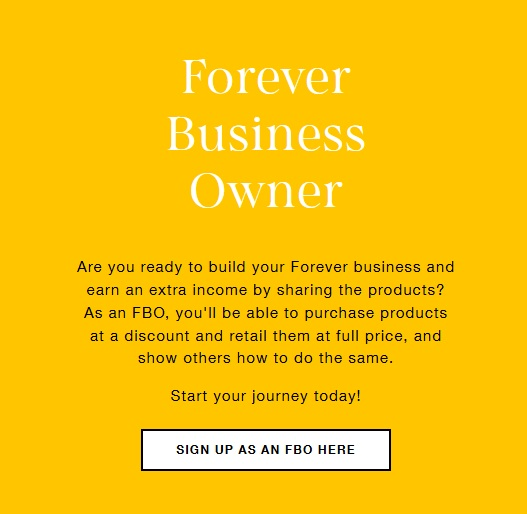 Forever
Business
Owner
Are you ready to build your Forever business and
earn an extra income by sharing the products?
As an FBO, you'll be able to purchase products
at a discount and retail them at full price, and
show others how to do the same.
Start your journey today!
SIGN UP AS AN FBO HERE